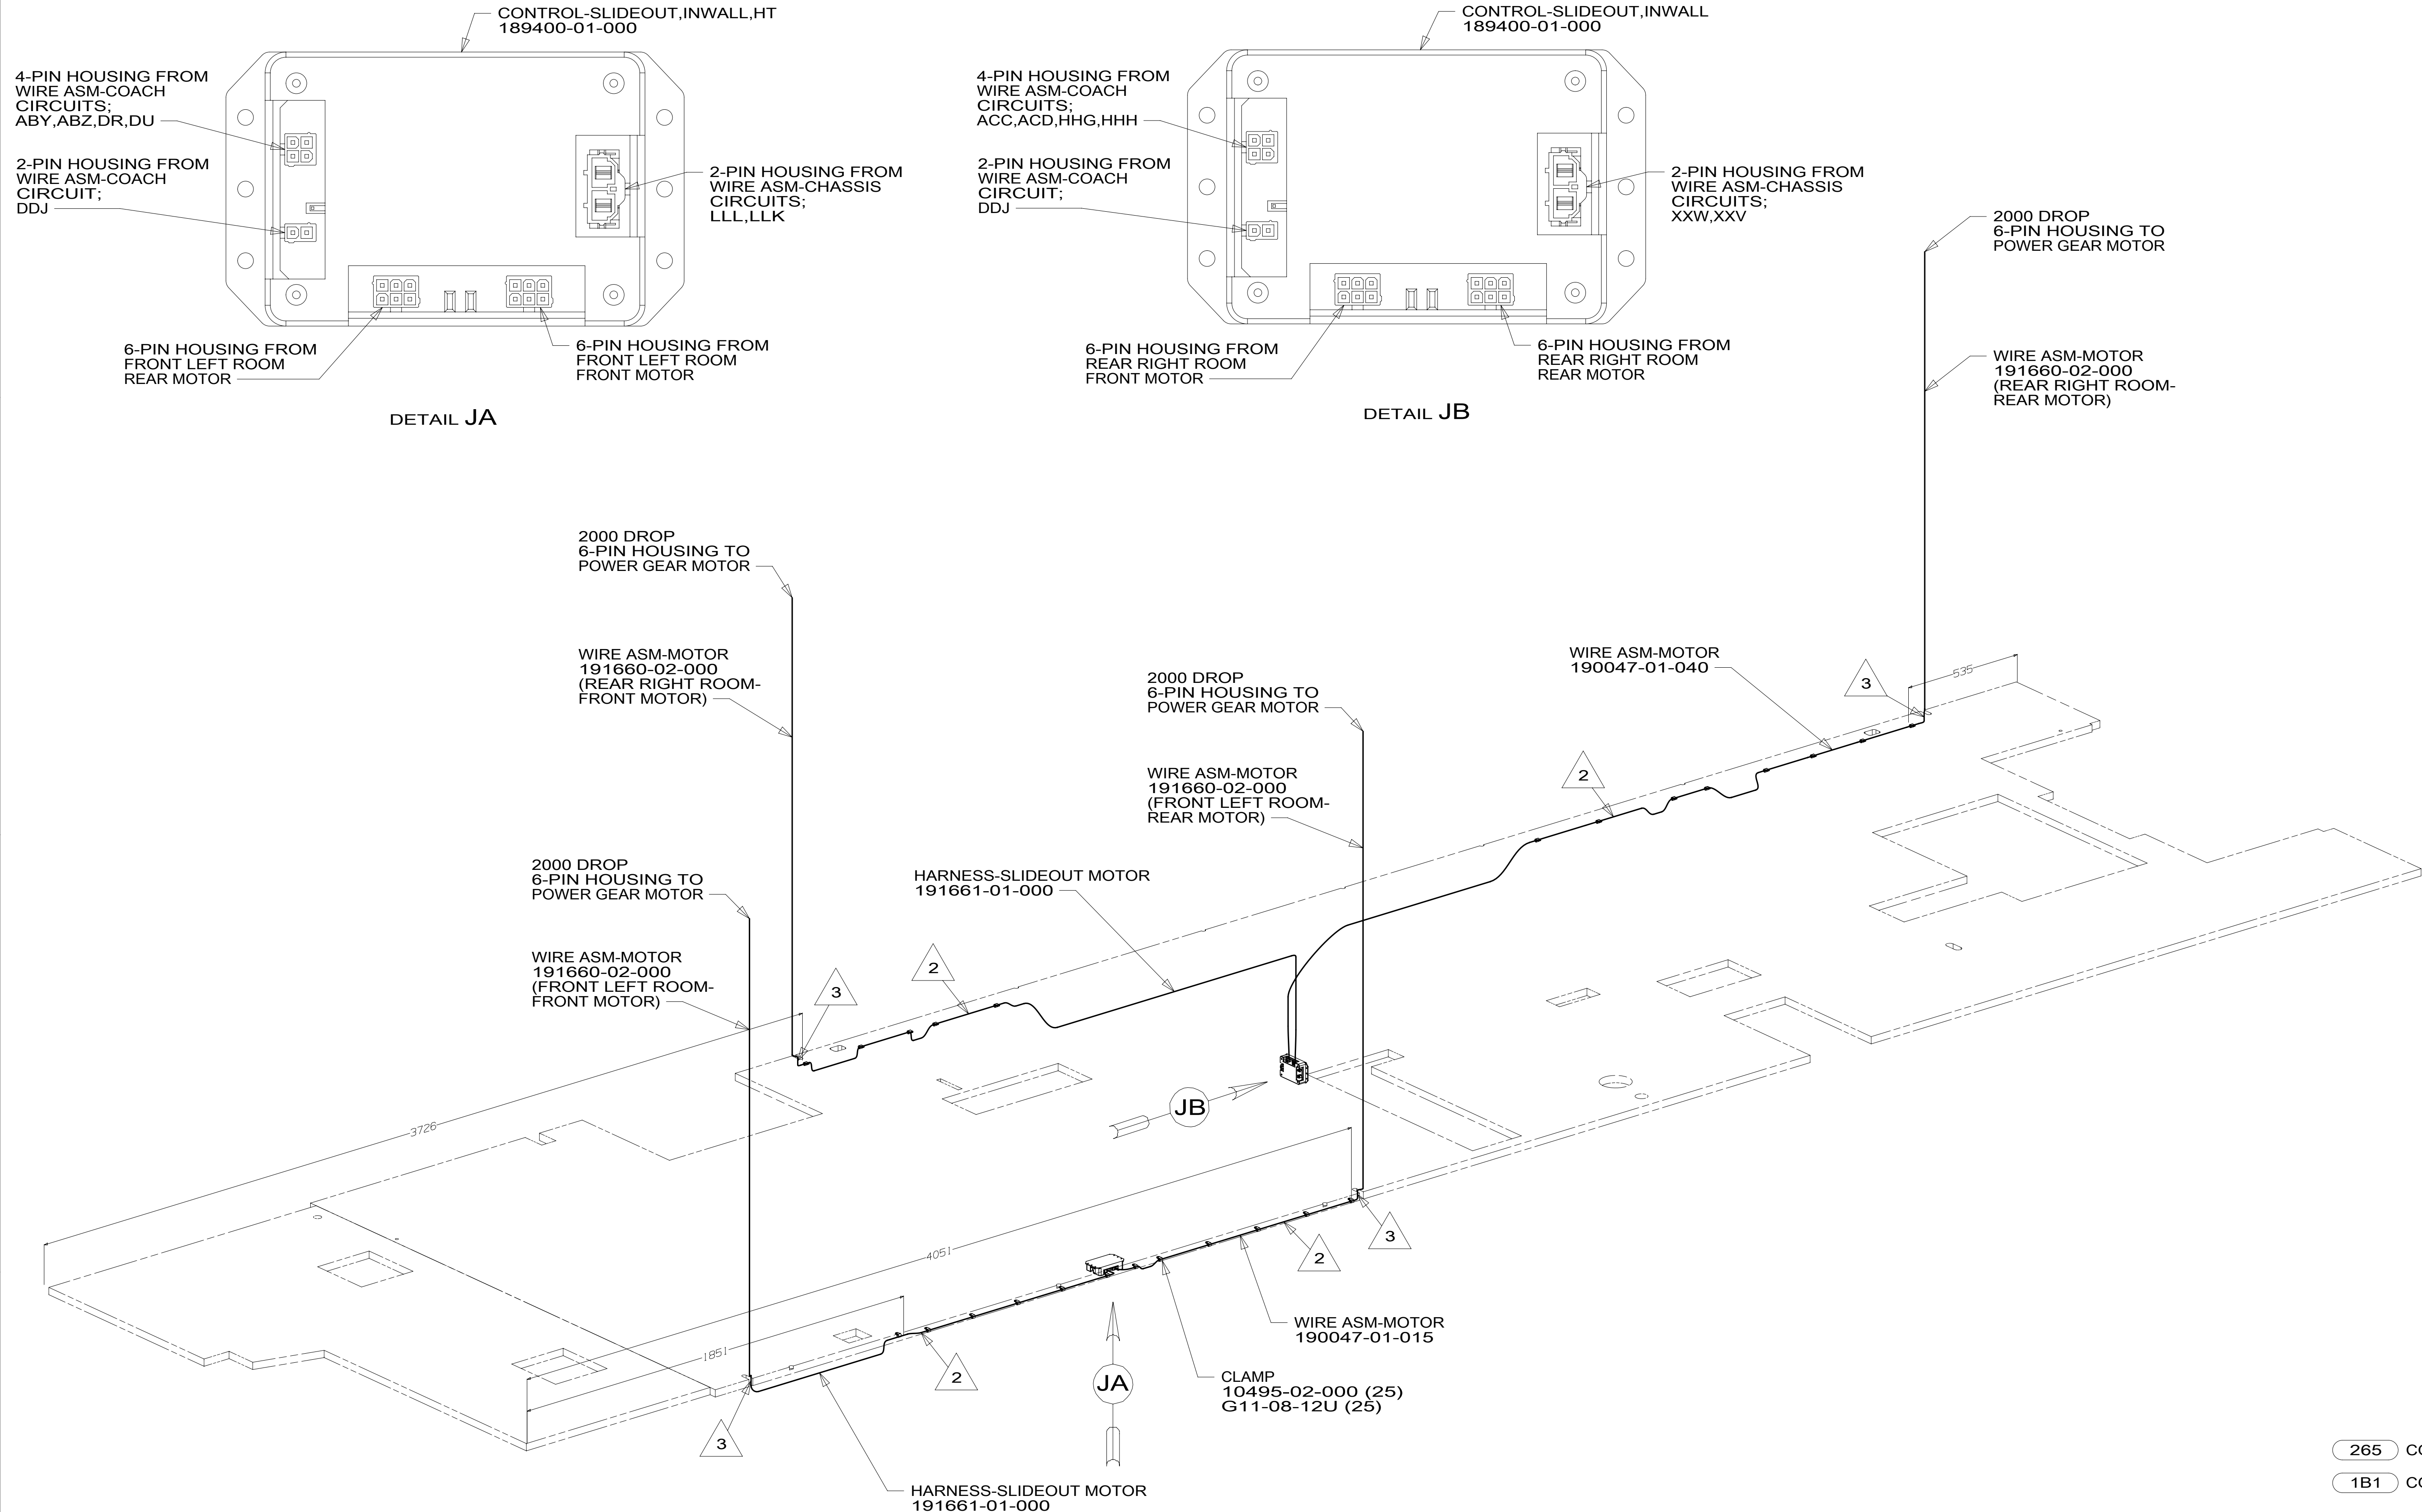 CONTROL-SLIDEOUT,INWALL,HT
189400-01-000
4-PIN HOUSING FROM
WIRE ASM-COACH
CIRCUITS;
ABY,ABZ,DR,DU
2-PIN HOUSING FROM
WIRE ASM-COACH
CIRCUIT;
DDJ
2-PIN HOUSING FROM
WIRE ASM-CHASSIS
CIRCUITS;
LLL,LLK
6-PIN HOUSING FROM
FRONT LEFT ROOM
REAR MOTOR
6-PIN HOUSING FROM
FRONT LEFT ROOM
FRONT MOTOR
DETAIL JA
CONTROL-SLIDEOUT,INWALL
189400-01-000
4-PIN HOUSING FROM
WIRE ASM-COACH
CIRCUITS;
ACC,ACD,HHG,HHH
2-PIN HOUSING FROM
WIRE ASM-COACH
CIRCUIT;
DDJ
2-PIN HOUSING FROM
WIRE ASM-CHASSIS
CIRCUITS;
XXW,XXV
6-PIN HOUSING FROM
REAR RIGHT ROOM
FRONT MOTOR
6-PIN HOUSING FROM
REAR RIGHT ROOM
REAR MOTOR
DETAIL JB
2000 DROP
6-PIN HOUSING TO
POWER GEAR MOTOR
WIRE ASM-MOTOR
191660-02-000
(REAR RIGHT ROOM-
REAR MOTOR)
2000 DROP
6-PIN HOUSING TO
POWER GEAR MOTOR
WIRE ASM-MOTOR
191660-02-000
(REAR RIGHT ROOM-
FRONT MOTOR)
2000 DROP
6-PIN HOUSING TO
POWER GEAR MOTOR
WIRE ASM-MOTOR
191660-02-000
(FRONT LEFT ROOM-
REAR MOTOR)
WIRE ASM-MOTOR
190047-01-040
3
535
2
2000 DROP
6-PIN HOUSING TO
POWER GEAR MOTOR
WIRE ASM-MOTOR
191660-02-000
(FRONT LEFT ROOM-
FRONT MOTOR)
HARNESS-SLIDEOUT MOTOR
191661-01-000
2
3
JB
3726
4051
1851
3
2
WIRE ASM-MOTOR
190047-01-015
CLAMP
10495-02-000 (25)
G11-08-12U (25)
JA
2
3
HARNESS-SLIDEOUT MOTOR
191661-01-000
265
1B1